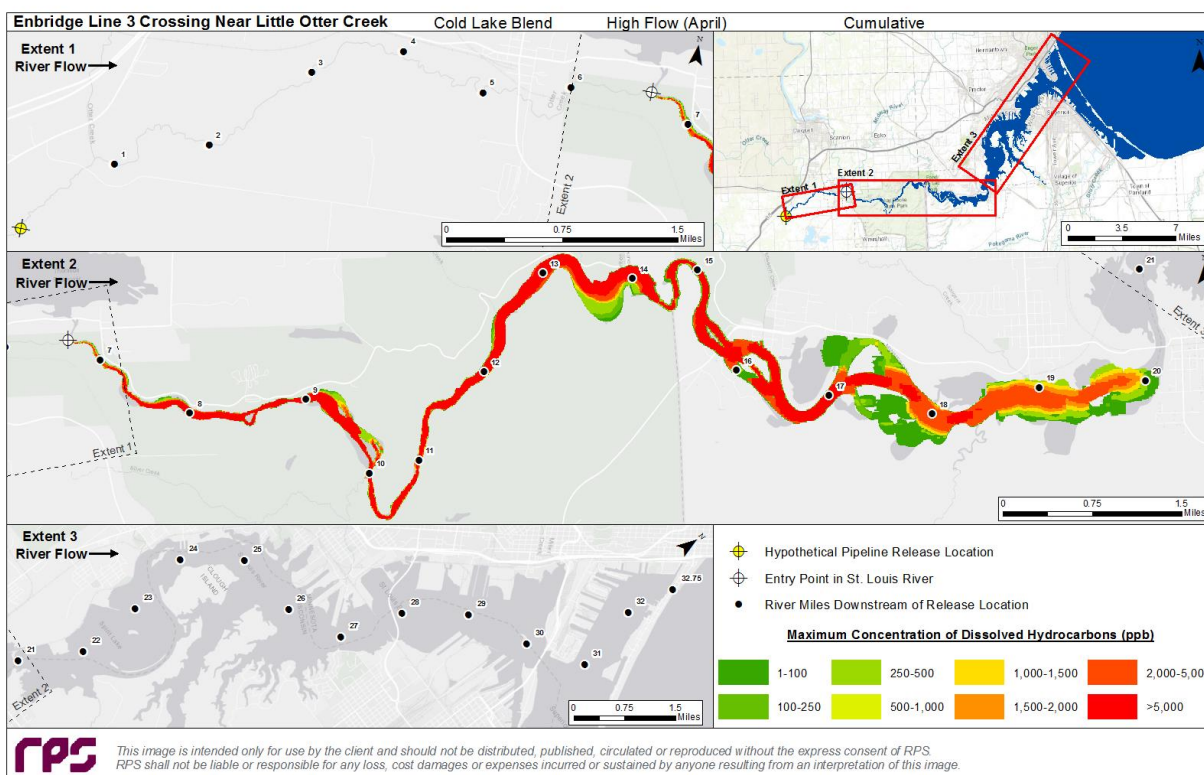 Enbridge Line 3 Crossing Near Little Otter Creek Cold Lake Blend High Flow (April) Cumulative
Extent 1
River Flow
1
2
3
4
5
6
7
Otter Creek
Extent 2
N
0 0.75 1.5
Miles
Extent 1
Extent 2
Extent 3
N
0 3.5 7
Miles
Extent 2
River Flow
7
8
9
10
11
12
13
14
15
16
17
18
19
20
21
Extent 1
N
0 0.75 1.5
Miles
Extent 3
River Flow
21
22
23
24
25
26
27
28
29
30
31
32
32.75
CLOUGH
ISLAND
Extent 2
N
0 0.75 1.5
Miles
Hypothetical Pipeline Release Location
Entry Point in St. Louis River
River Miles Downstream of Release Location
Maximum Concentration of Dissolved Hydrocarbons (ppb)
1-100 250-500 1,000-1,500 2,000-5,00
100-250 500-1,000 1,500-2,000 >5,000
rps
This image is intended only for use by the client and should not be distributed, published, circulated or reproduced without the express consent of RPS.
RPS shall not be liable or responsible for any loss, cost damages or expenses incurred or sustained by anyone resulting from an interpretation of this image.